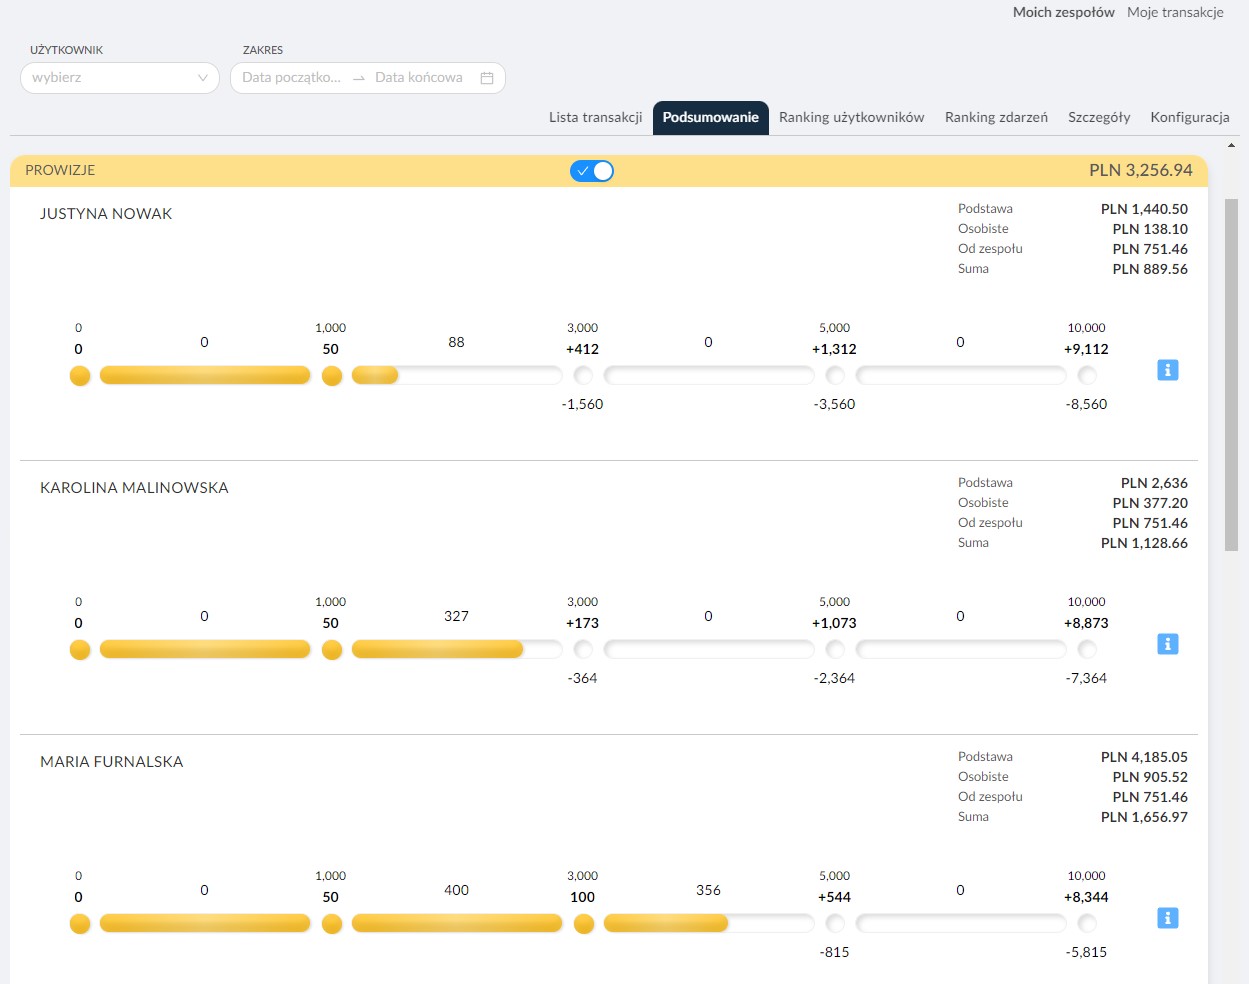 Moich zespołów Moje transakcje
UŻYTKOWNIK ZAKRES
wybierz Data początko... Data końcowa
Lista transakcji Podsumowanie Ranking użytkowników Ranking zdarzeń Szczegóły Konfiguracja
PROWIZJE PLN 3,256.94
JUSTYNA NOWAK
Podstawa PLN 1,440.50
Osobiste PLN 138.10
Od zespołu PLN 751.46
Suma PLN 889.56
0 1,000 3,000 5,000 10,000
0 88 0 0
0 50 +412 +1,312 +9,112
-1,560 -3,560 -8,560
KAROLINA MALINOWSKA
Podstawa PLN 2,636
Osobiste PLN 377.20
Od zespołu PLN 751.46
Suma PLN 1,128.66
0 1,000 3,000 5,000 10,000
0 327 0 0
0 50 +173 +1,073 +8,873
-364 -2,364 -7,364
MARIA FURNALSKA
Podstawa PLN 4,185.05
Osobiste PLN 905.52
Od zespołu PLN 751.46
Suma PLN 1,656.97
0 1,000 3,000 5,000 10,000
0 400 356 0
0 50 100 +544 +8,344
-815 -5,815